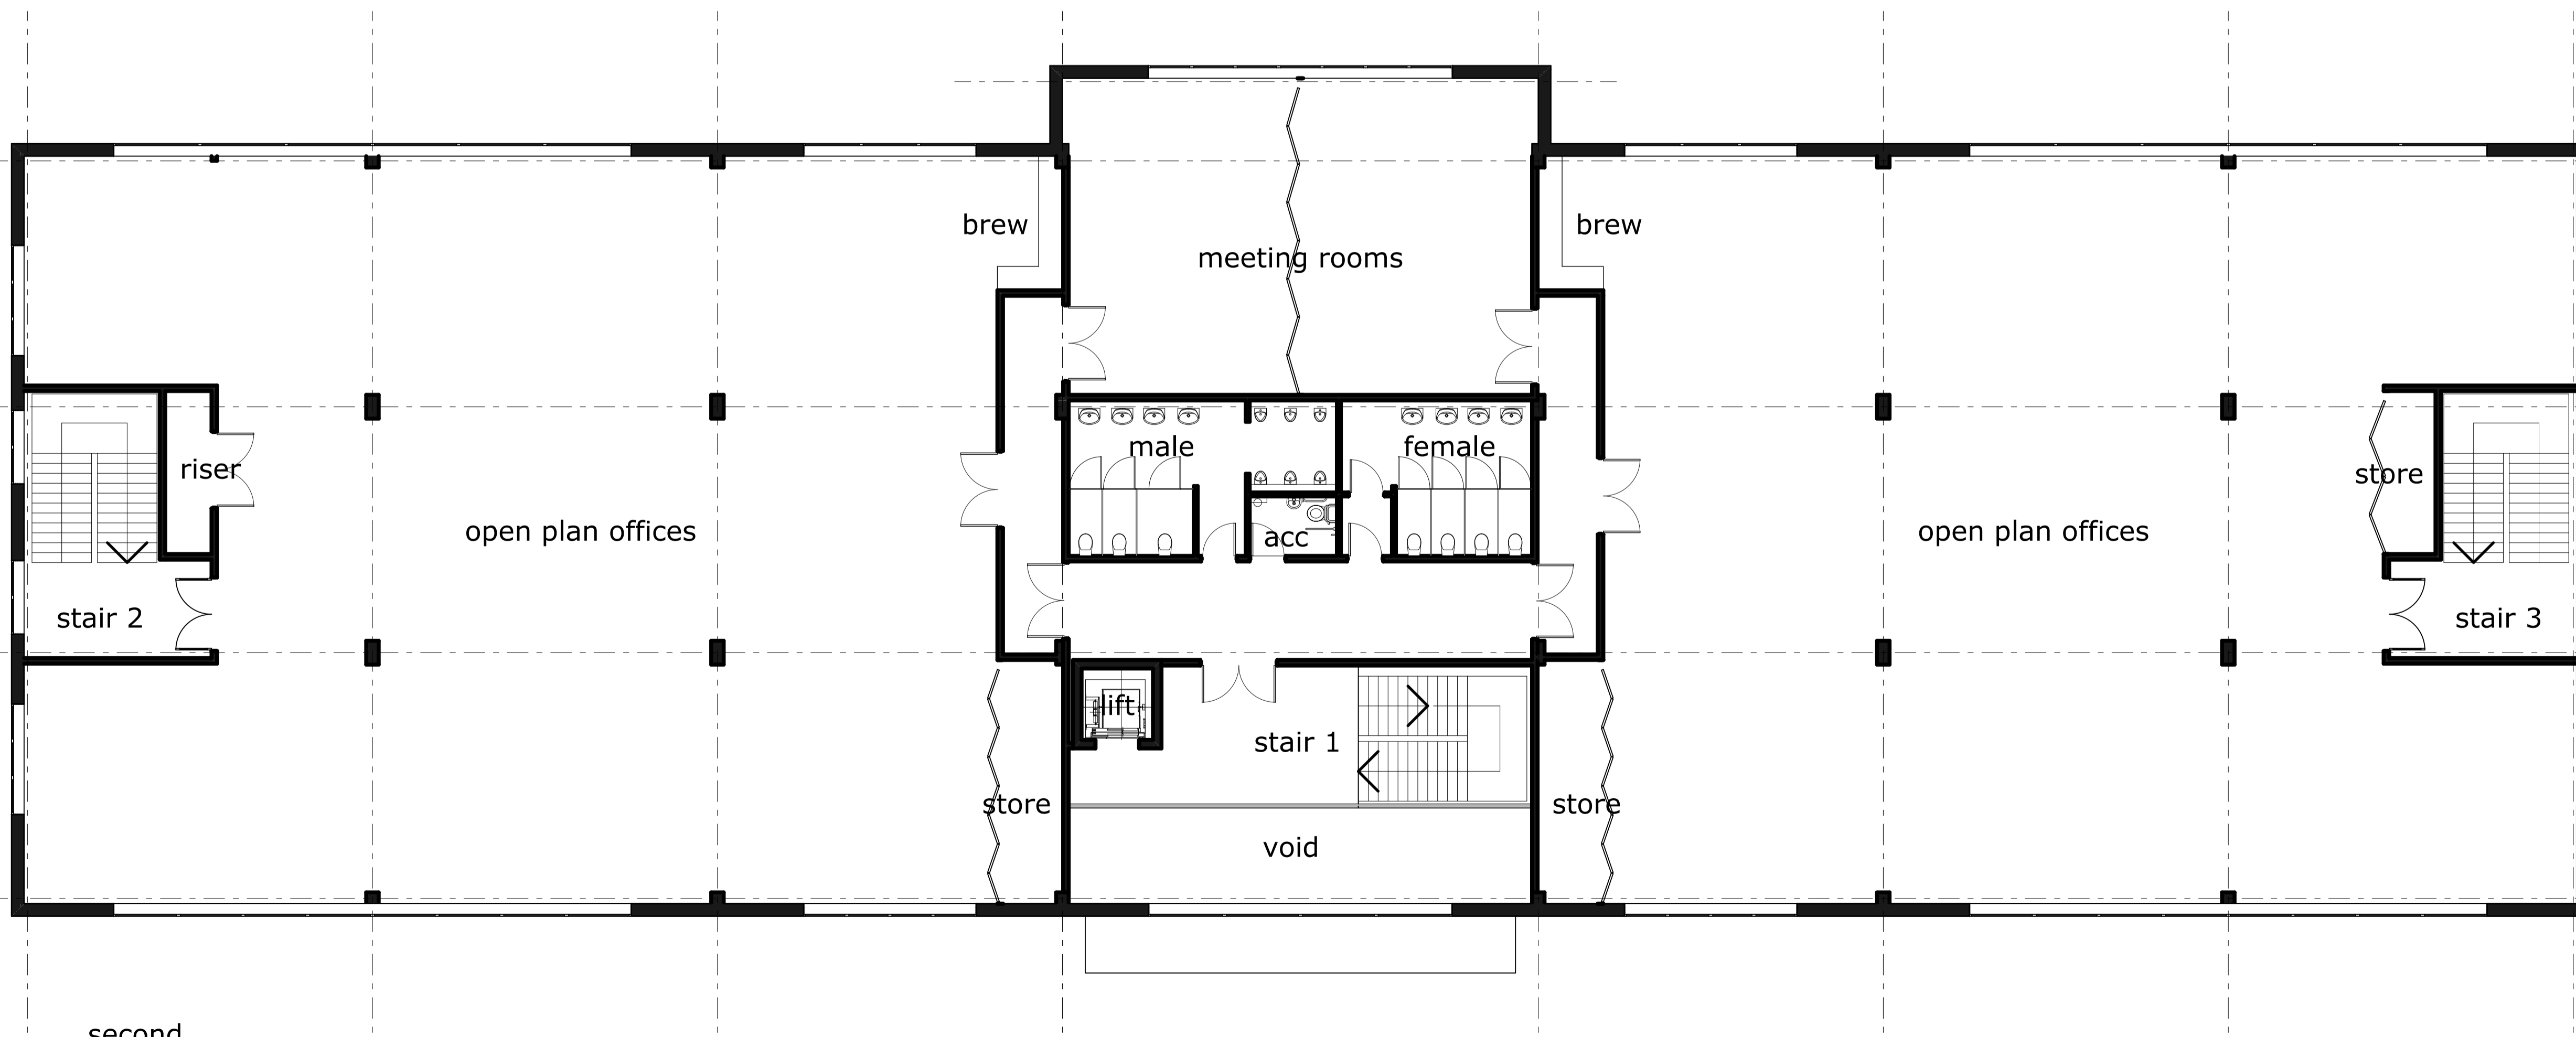 brew
brew
meeting rooms
male
female
riser
store
open plan offices
acc
open plan offices
stair 2
stair 3
lift
stair 1
store
store
void
second